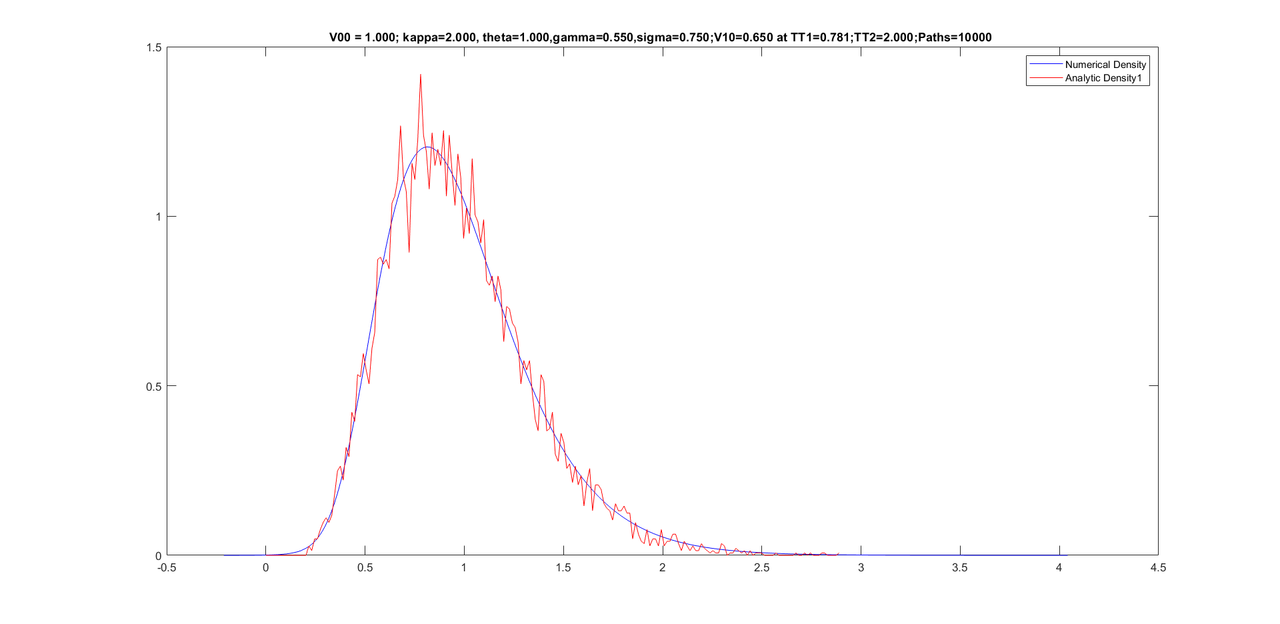 V00 = 1.000; kappa=2.000, theta=1.000,gamma=0.550,sigma=0.750;V10=0.650 at TT1=0.781;TT2=2.000;Paths=10000
Numerical Density
Analytic Density1
1.5
1
0.5
0
-0.5 0 0.5 1 1.5 2 2.5 3 3.5 4 4.5